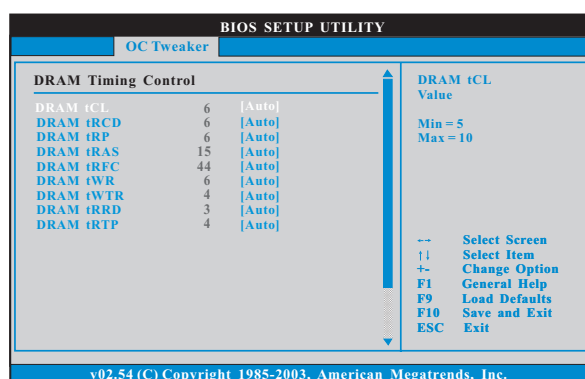 BIOS SETUP UTILITY
OC Tweaker
DRAM Timing Control
DRAM tCL 6 [Auto]
DRAM tRCD 6 [Auto]
DRAM tRP 6 [Auto]
DRAM tRAS 15 [Auto]
DRAM tRFC 44 [Auto]
DRAM tWR 6 [Auto]
DRAM tWTR 4 [Auto]
DRAM tRRD 3 [Auto]
DRAM tRTP 4 [Auto]
DRAM tCL
Value
Min = 5
Max = 10
←→ Select Screen
↑↓ Select Item
+- Change Option
F1 General Help
F9 Load Defaults
F10 Save and Exit
ESC Exit
v02.54 (C) Copyright 1985-2003, American Megatrends, Inc.